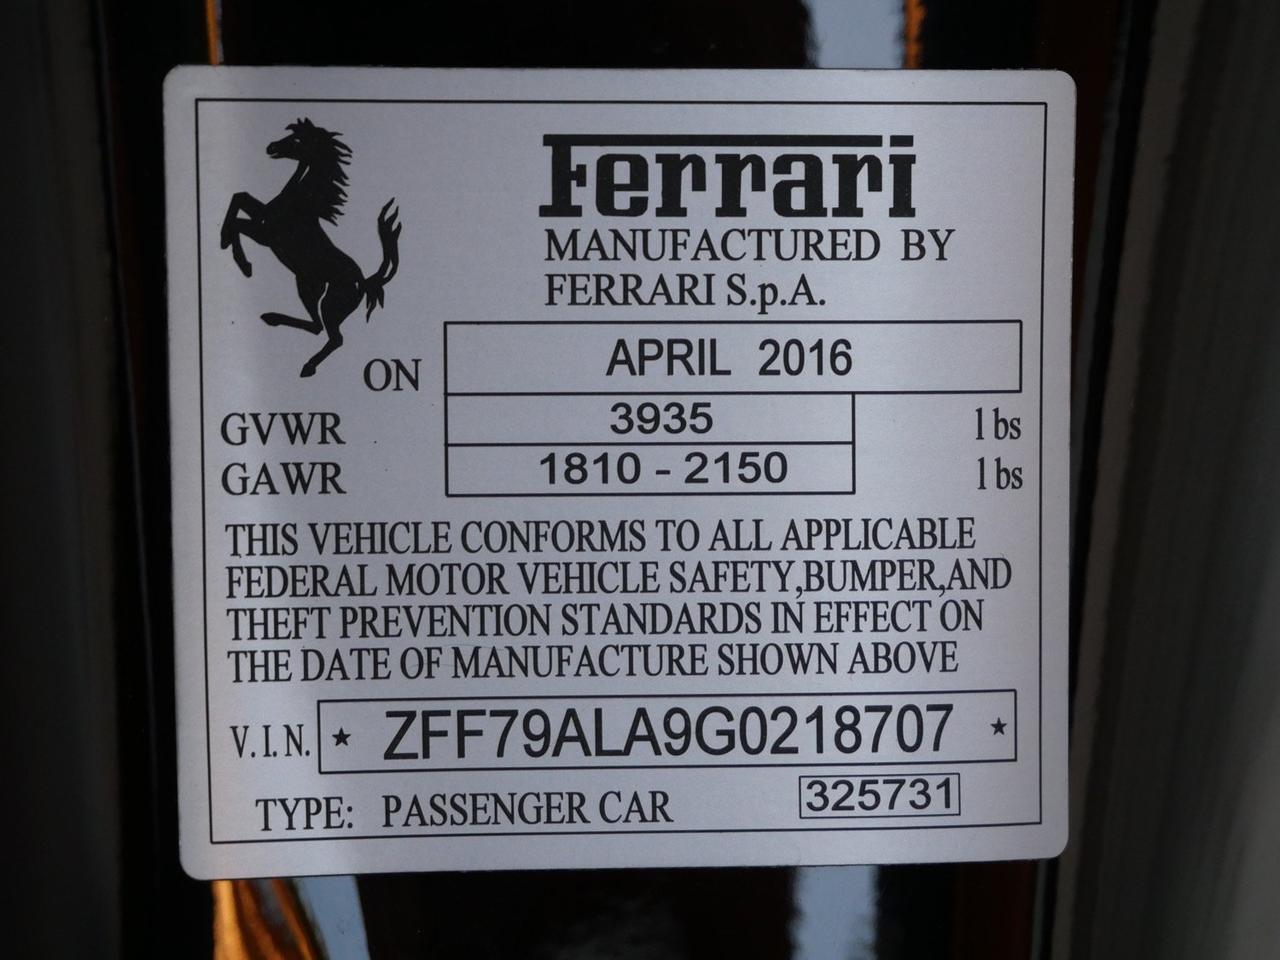 Ferrari
MANUFACTURED BY
FERRARI S.p.A.
ON APRIL 2016
GVWR 3935 lbs
GAWR 1810 - 2150 lbs
THIS VEHICLE CONFORMS TO ALL APPLICABLE
FEDERAL MOTOR VEHICLE SAFETY,BUMPER,AND
THEFT PREVENTION STANDARDS IN EFFECT ON
THE DATE OF MANUFACTURE SHOWN ABOVE
V.I.N. ★ ZFF79ALA9G0218707 ★
TYPE: PASSENGER CAR 325731